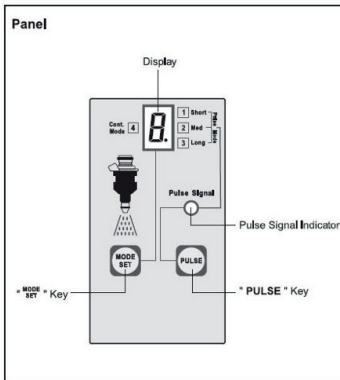 Panel
Display
Cont. Mode 4
8.
1 Short
2 Med
3 Long
Pulse Mode
Pulse Signal
Pulse Signal Indicator
MODE SET
PULSE
" MODE SET " Key
" PULSE " Key